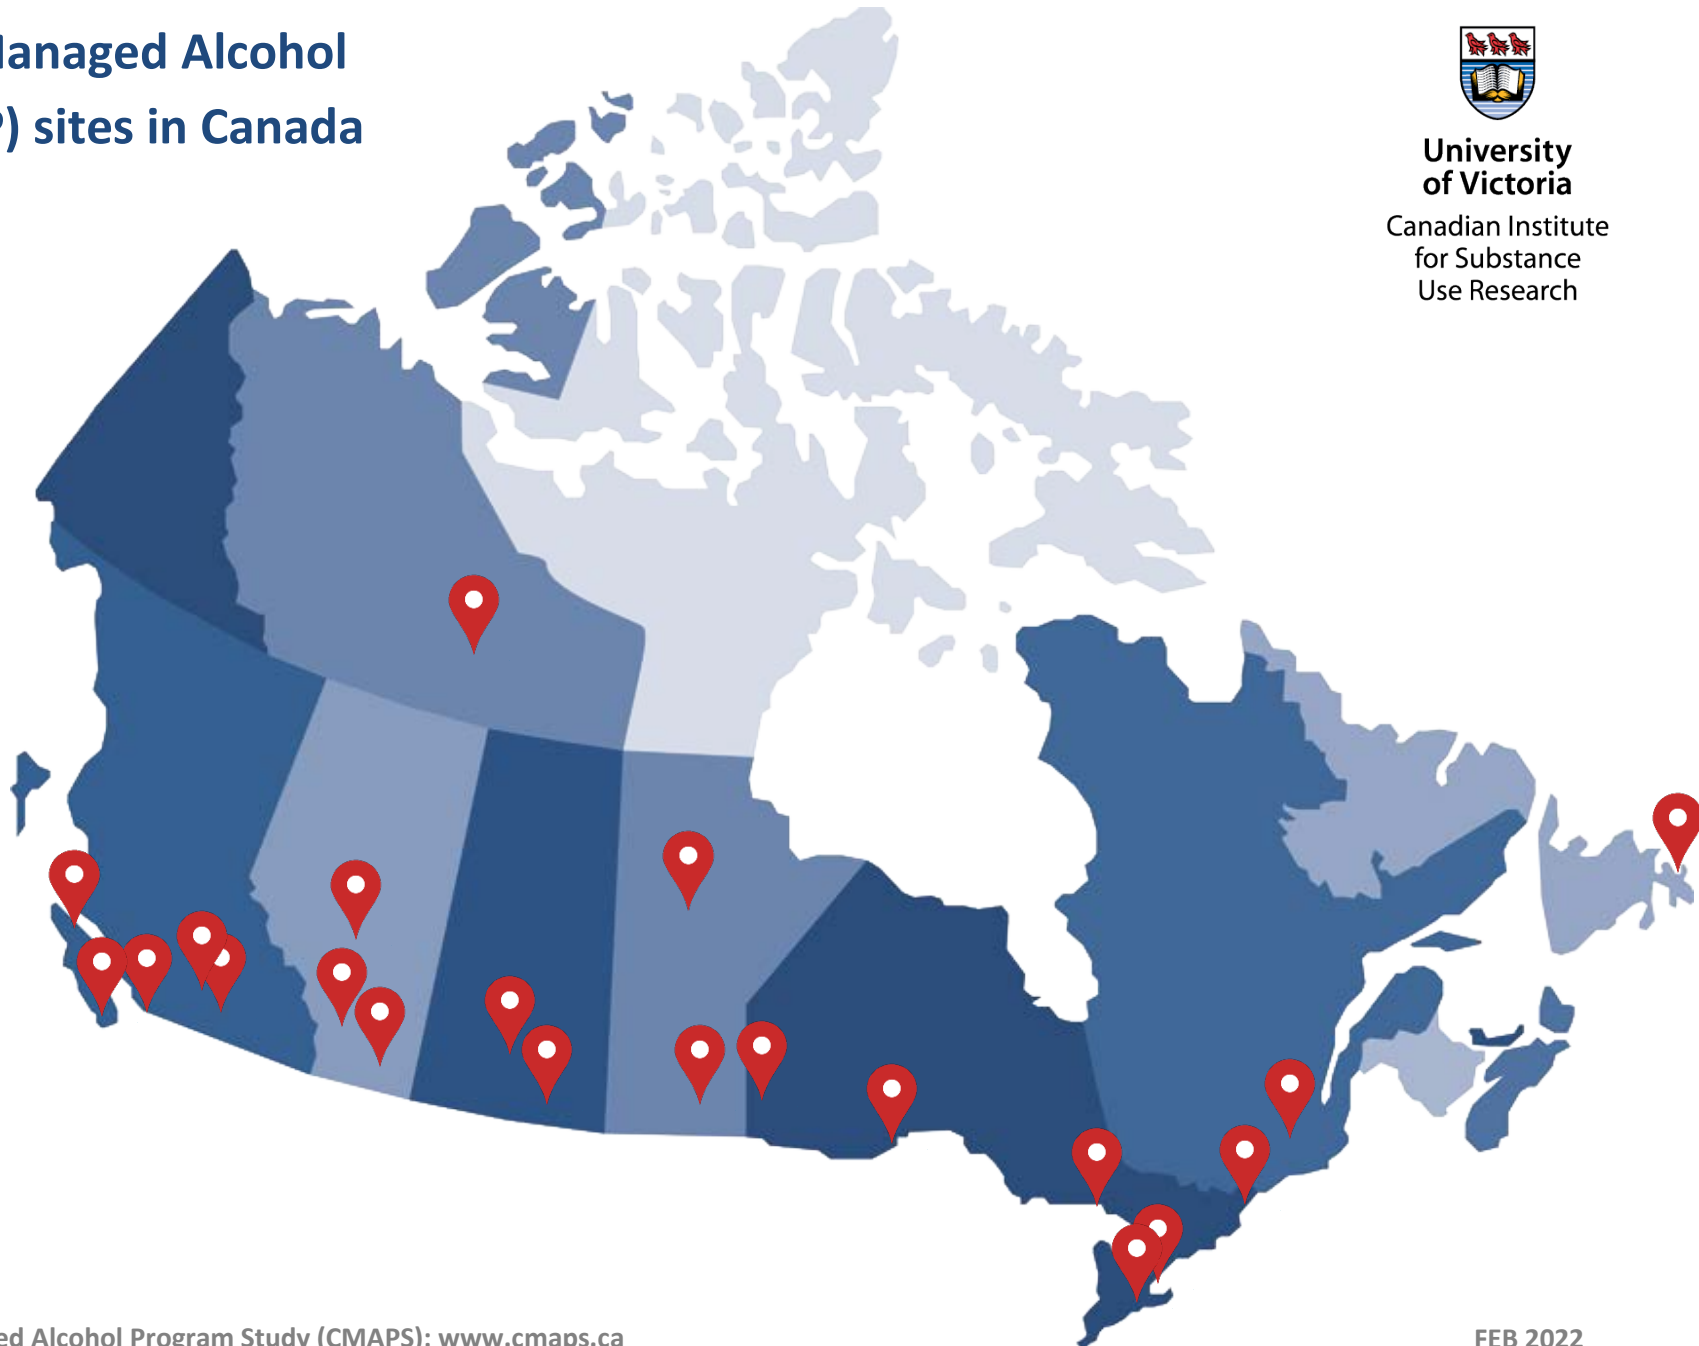 anaged Alcohol
) sites in Canada
University
of Victoria
Canadian Institute
for Substance
Use Research
ed Alcohol Program Study (CMAPS): www.cmaps.ca
FEB 2022